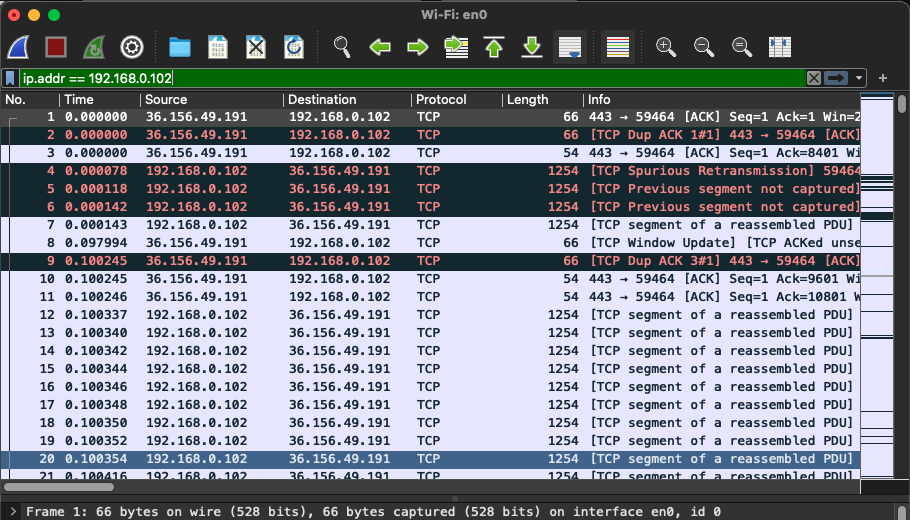 Wi-Fi: en0
ip.addr == 192.168.0.102
No. Time Source Destination Protocol Length Info
1 0.000000 36.156.49.191 192.168.0.102 TCP 66 443 → 59464 [ACK] Seq=1 Ack=1 Win=2
2 0.000000 36.156.49.191 192.168.0.102 TCP 66 [TCP Dup ACK 1#1] 443 → 59464 [ACK]
3 0.000000 36.156.49.191 192.168.0.102 TCP 54 443 → 59464 [ACK] Seq=1 Ack=8401 Wi
4 0.000078 192.168.0.102 36.156.49.191 TCP 1254 [TCP Spurious Retransmission] 59464
5 0.000118 192.168.0.102 36.156.49.191 TCP 1254 [TCP Previous segment not captured]
6 0.000142 192.168.0.102 36.156.49.191 TCP 1254 [TCP Previous segment not captured]
7 0.000143 192.168.0.102 36.156.49.191 TCP 1254 [TCP segment of a reassembled PDU]
8 0.097994 36.156.49.191 192.168.0.102 TCP 66 [TCP Window Update] [TCP ACKed unse
9 0.100245 36.156.49.191 192.168.0.102 TCP 66 [TCP Dup ACK 3#1] 443 → 59464 [ACK]
10 0.100245 36.156.49.191 192.168.0.102 TCP 54 443 → 59464 [ACK] Seq=1 Ack=9601 Wi
11 0.100246 36.156.49.191 192.168.0.102 TCP 54 443 → 59464 [ACK] Seq=1 Ack=10801 W
12 0.100337 192.168.0.102 36.156.49.191 TCP 1254 [TCP segment of a reassembled PDU]
13 0.100340 192.168.0.102 36.156.49.191 TCP 1254 [TCP segment of a reassembled PDU]
14 0.100342 192.168.0.102 36.156.49.191 TCP 1254 [TCP segment of a reassembled PDU]
15 0.100344 192.168.0.102 36.156.49.191 TCP 1254 [TCP segment of a reassembled PDU]
16 0.100346 192.168.0.102 36.156.49.191 TCP 1254 [TCP segment of a reassembled PDU]
17 0.100348 192.168.0.102 36.156.49.191 TCP 1254 [TCP segment of a reassembled PDU]
18 0.100350 192.168.0.102 36.156.49.191 TCP 1254 [TCP segment of a reassembled PDU]
19 0.100352 192.168.0.102 36.156.49.191 TCP 1254 [TCP segment of a reassembled PDU]
20 0.100354 192.168.0.102 36.156.49.191 TCP 1254 [TCP segment of a reassembled PDU]
21 0.100416 192.168.0.102 36.156.49.191 TCP 1254 [TCP segment of a reassembled PDU]
Frame 1: 66 bytes on wire (528 bits), 66 bytes captured (528 bits) on interface en0, id 0